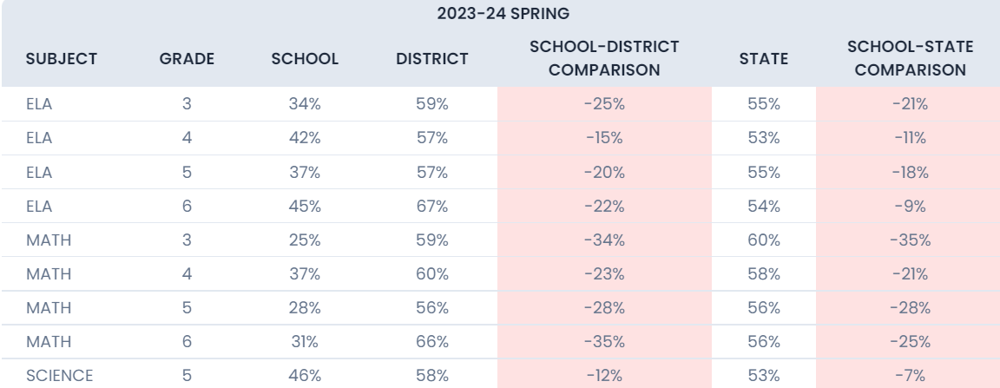 2023-24 SPRING
SUBJECT GRADE SCHOOL DISTRICT SCHOOL-DISTRICT COMPARISON STATE SCHOOL-STATE COMPARISON
ELA 3 34% 59% -25% 55% -21%
ELA 4 42% 57% -15% 53% -11%
ELA 5 37% 57% -20% 55% -18%
ELA 6 45% 67% -22% 54% -9%
MATH 3 25% 59% -34% 60% -35%
MATH 4 37% 60% -23% 58% -21%
MATH 5 28% 56% -28% 56% -28%
MATH 6 31% 66% -35% 56% -25%
SCIENCE 5 46% 58% -12% 53% -7%